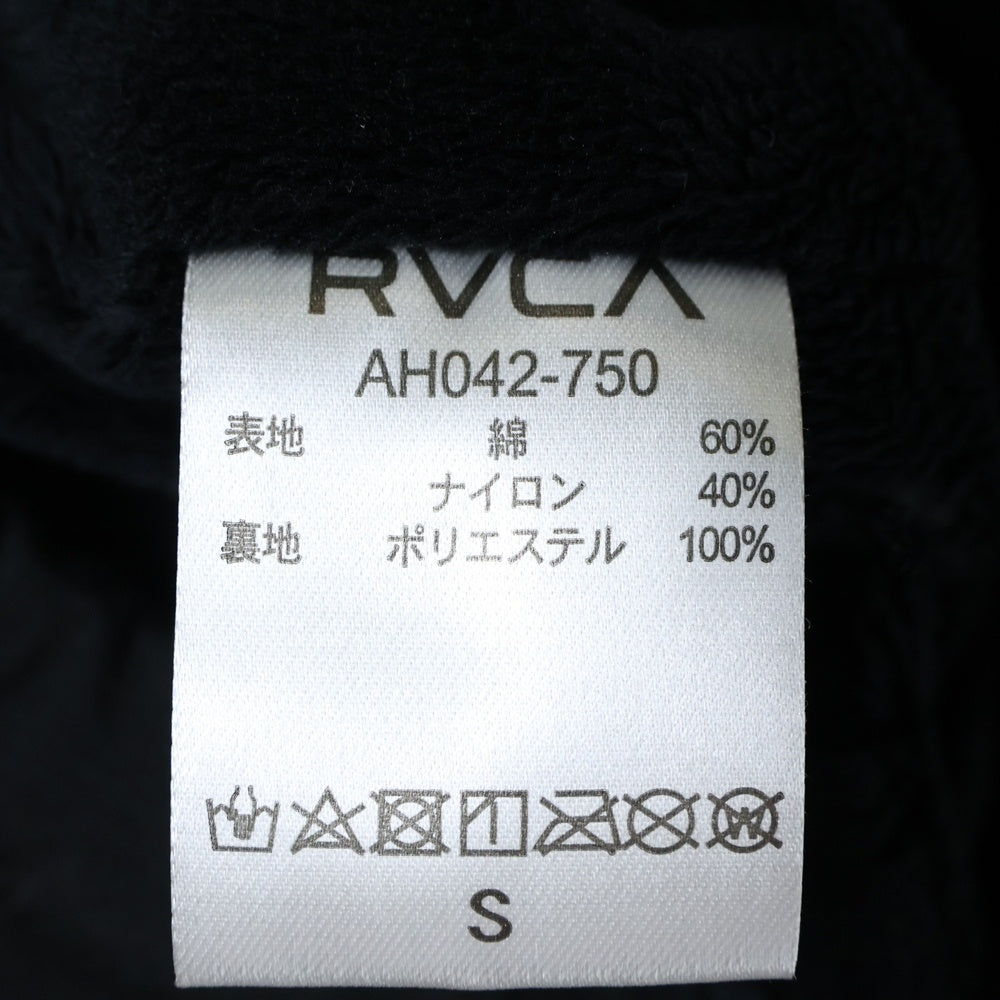 RVCA
AH042-750
表地 綿 60%
ナイロン 40%
裏地 ポリエステル 100%
W
S